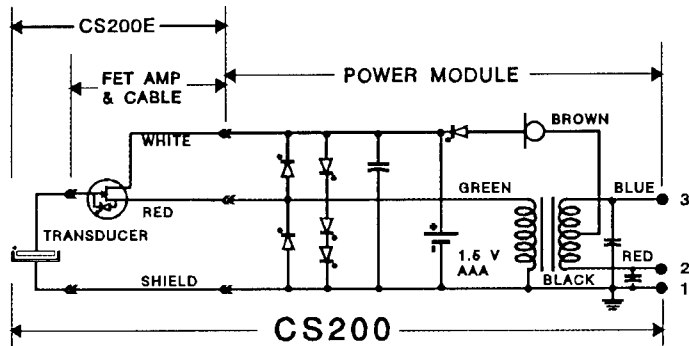 CS200E
FET AMP
& CABLE
POWER MODULE
WHITE
BROWN
GREEN
BLUE
3
RED
TRANSDUCER
1.5 V
AAA
RED
2
SHIELD
BLACK
1
CS200